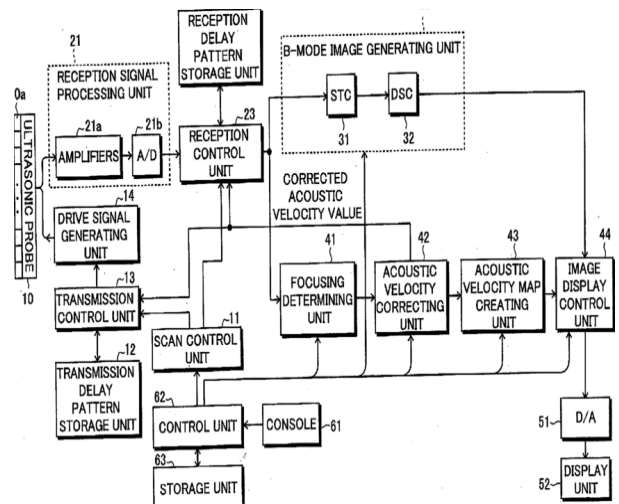 21
RECEPTION SIGNAL
PROCESSING UNIT
RECEPTION
DELAY
PATTERN
STORAGE UNIT
B-MODE IMAGE GENERATING UNIT
0a
21a
21b
23
AMPLIFIERS
A/D
RECEPTION
CONTROL
UNIT
STC
DSC
31
32
ULTRASONIC PROBE
10
CORRECTED
ACOUSTIC
VELOCITY VALUE
14
DRIVE SIGNAL
GENERATING
UNIT
13
TRANSMISSION
CONTROL UNIT
41
FOCUSING
DETERMINING
UNIT
42
ACOUSTIC
VELOCITY
CORRECTING
UNIT
43
ACOUSTIC
VELOCITY MAP
CREATING
UNIT
44
IMAGE
DISPLAY
CONTROL
UNIT
11
SCAN CONTROL
UNIT
12
TRANSMISSION
DELAY
PATTERN
STORAGE UNIT
62
CONTROL UNIT
CONSOLE
61
63
STORAGE UNIT
51
D/A
52
DISPLAY
UNIT